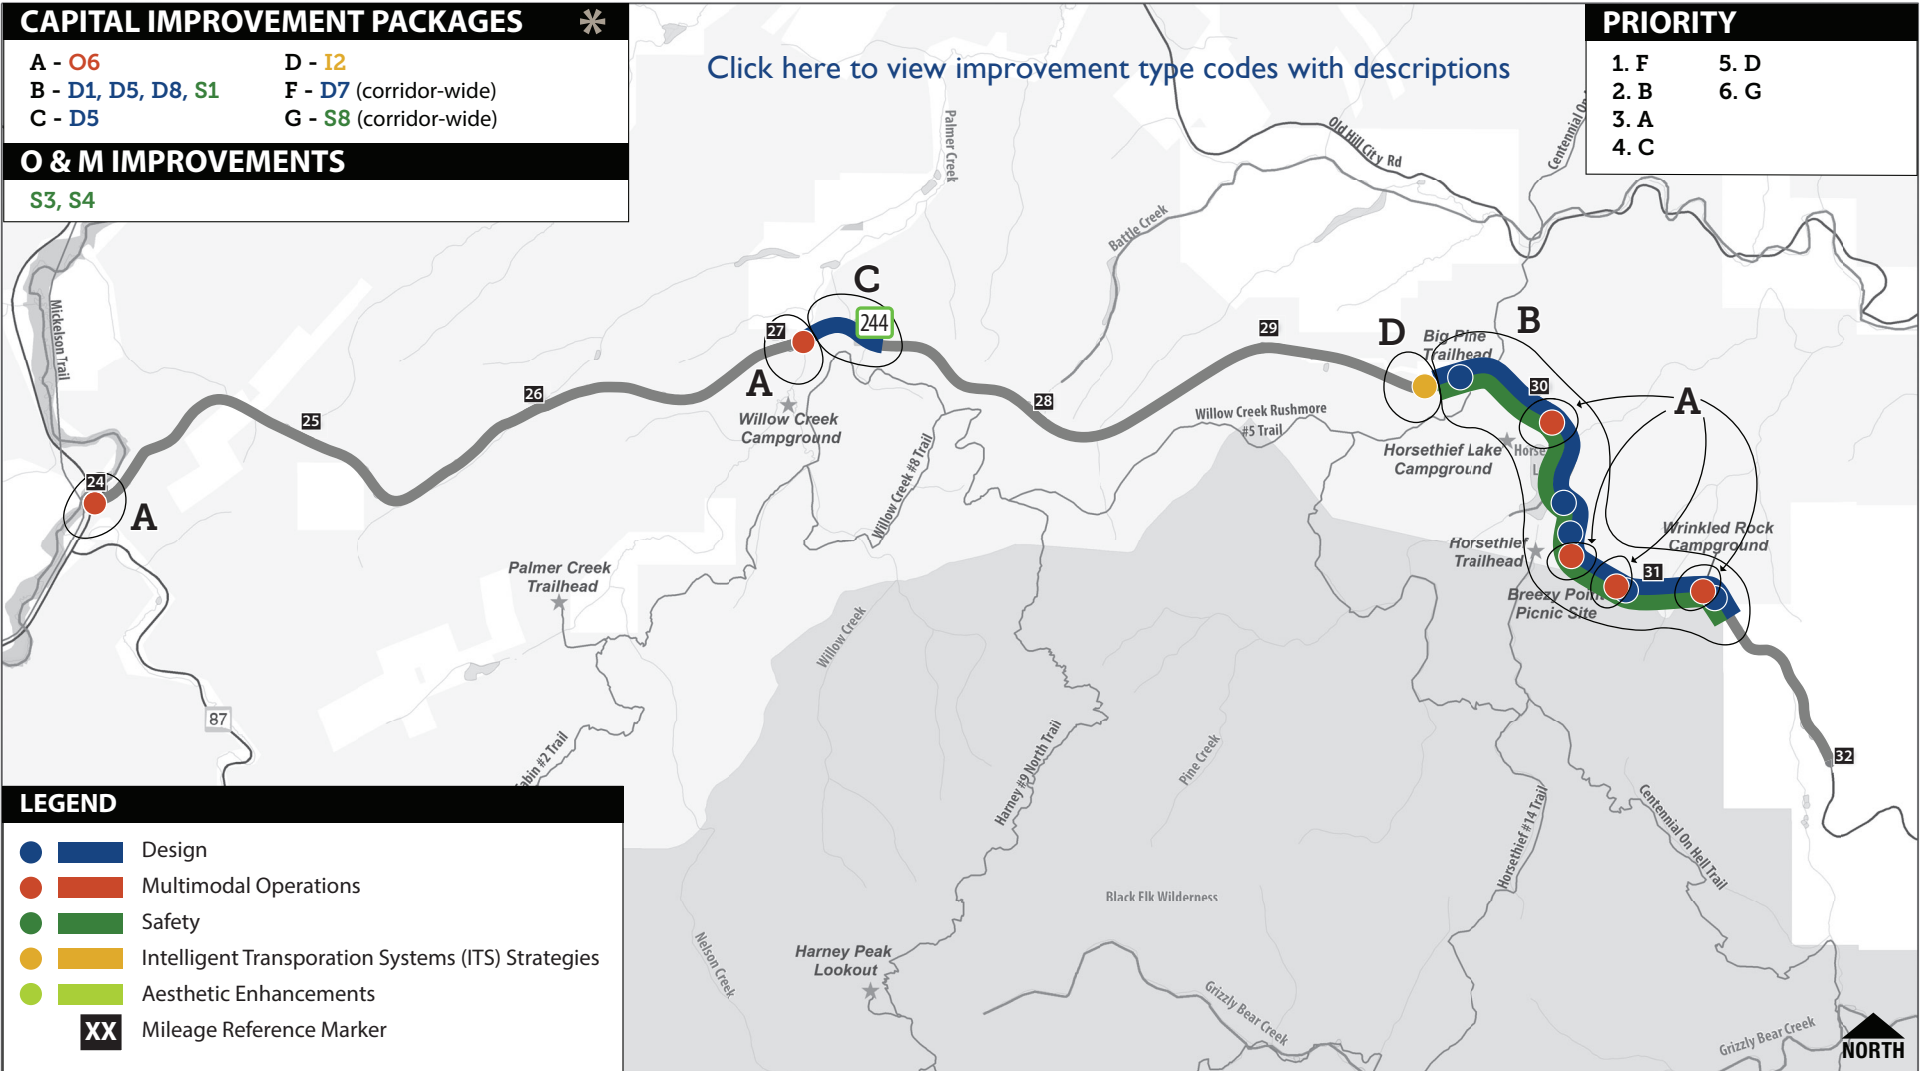 CAPITAL IMPROVEMENT PACKAGES *
A - O6
B - D1, D5, D8, S1
C - D5
D - I2
F - D7 (corridor-wide)
G - S8 (corridor-wide)
O & M IMPROVEMENTS
S3, S4
Click here to view improvement type codes with descriptions
PRIORITY
1. F
2. B
3. A
4. C
5. D
6. G
Palmer Creek
Old Hill City Rd
Centennial On
Battle Creek
Mickelson Trail
C
244
27
A
Willow Creek
Campground
26
25
24
A
28
29
D
B
Big Pine
Trailhead
30
A
Willow Creek Rushmore
#5 Trail
Horsethief Lake
Campground
Horse
L
Willow Creek #8 Trail
Wrinkled Rock
Campground
Horsethief
Trailhead
31
Breezy Point
Picnic Site
Palmer Creek
Trailhead
Willow Creek
87
32
Cabin #2 Trail
Harney #9 North Trail
Pine Creek
Horsethief #14 Trail
Centennial On Hell Trail
Black Elk Wilderness
Nelson Creek
Harney Peak
Lookout
Grizzly Bear Creek
Grizzly Bear Creek
NORTH
LEGEND
Design
Multimodal Operations
Safety
Intelligent Transporation Systems (ITS) Strategies
Aesthetic Enhancements
XX Mileage Reference Marker